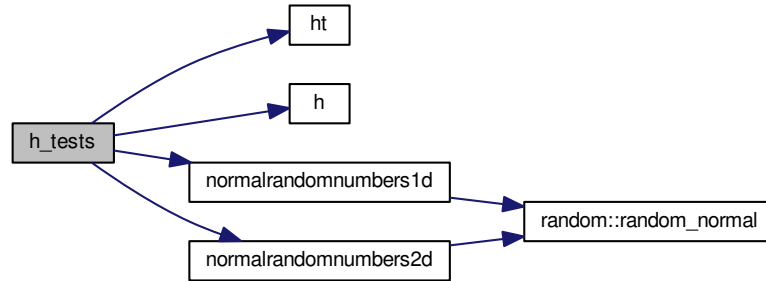 ht
h
h_tests
normalrandomnumbers1d
random::random_normal
normalrandomnumbers2d